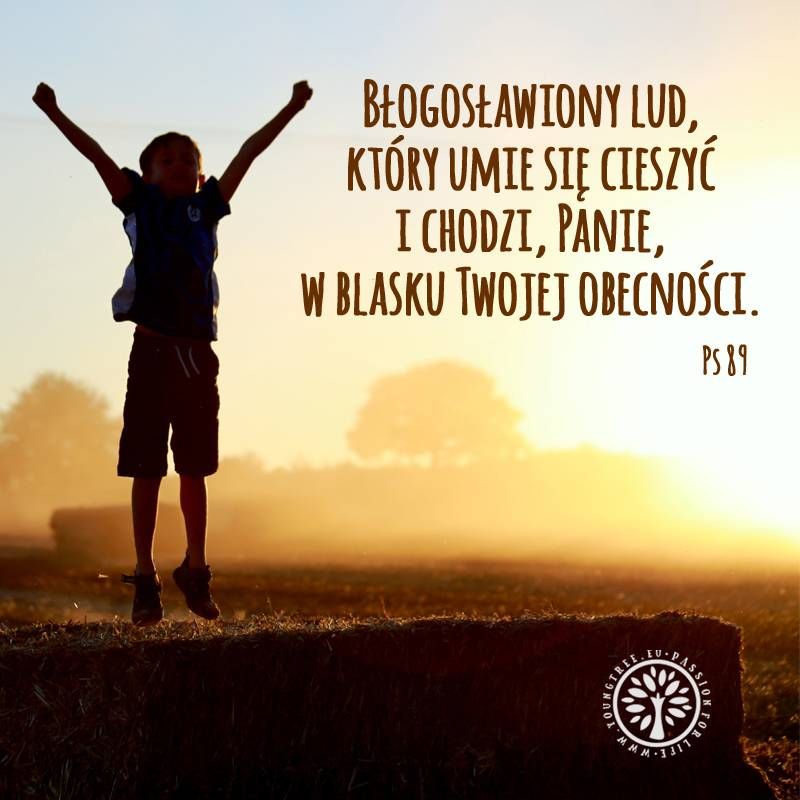 Błogosławiony lud,
który umie się cieszyć
i chodzi, Panie,
w blasku Twojej obecności.
Ps 89
www.youngtree.eu • passion for life •